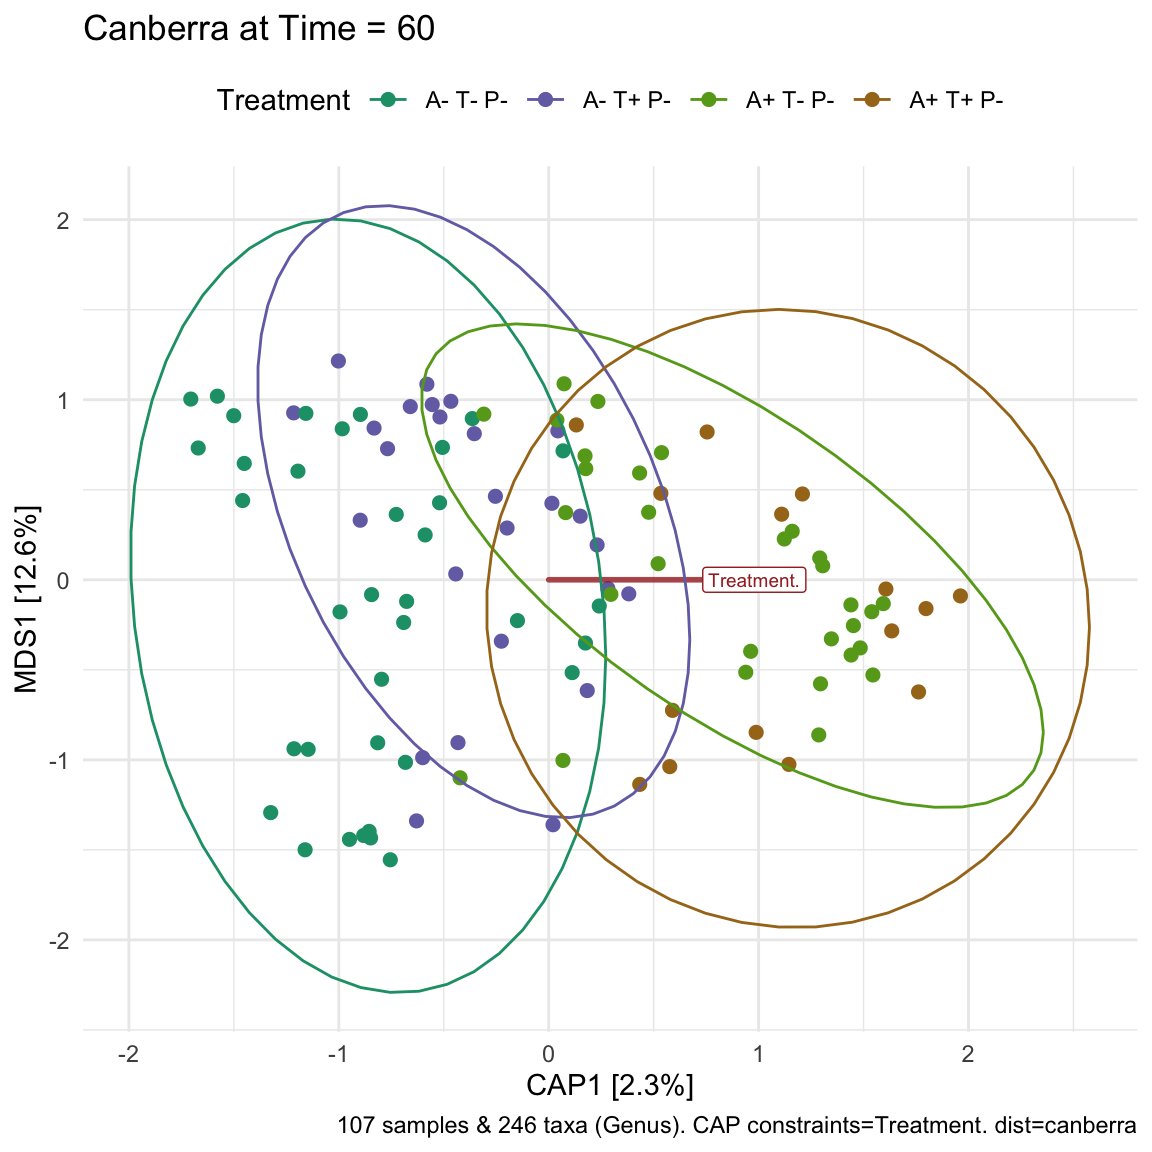 Canberra at Time = 60
Treatment A- T- P- A- T+ P- A+ T- P- A+ T+ P-
2
1
0
-1
-2
MDS1 [12.6%]
Treatment.
-2 -1 0 1 2
CAP1 [2.3%]
107 samples & 246 taxa (Genus). CAP constraints=Treatment. dist=canberra